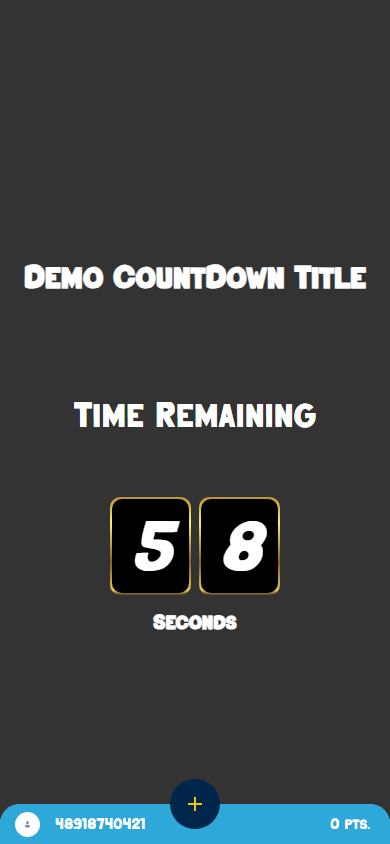 Demo CountDown Title
Time Remaining
5 8
Seconds
+
48918740421
0 pts.